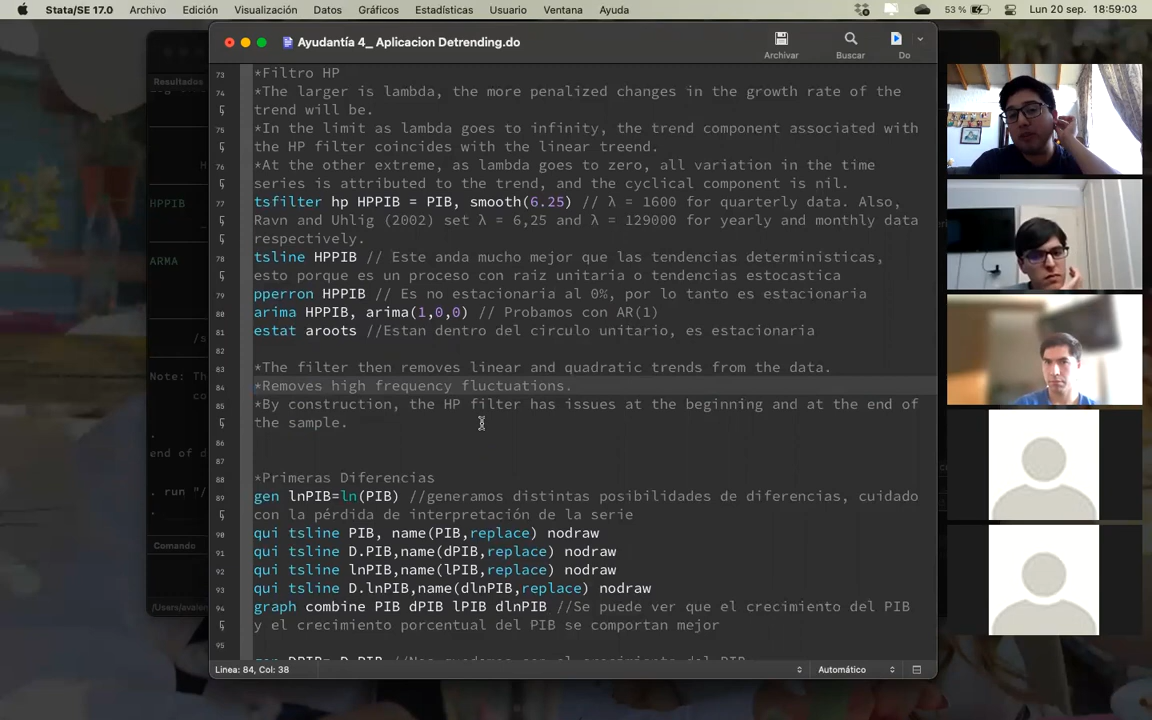 Stata/SE 17.0 Archivo Edición Visualización Datos Gráficos Estadísticas Usuario Ventana Ayuda 53 % Lun 20 sep. 18:59:03
Ayudantía 4_ Aplicacion Detrending.do
Archivar Buscar Do
Resultados
HPPIB
ARMA
/s
Note: Th
.
end of d
. run "/
Comando
/Users/avalen
73 *Filtro HP
74 *The larger is lambda, the more penalized changes in the growth rate of the
trend will be.
75 *In the limit as lambda goes to infinity, the trend component associated with
the HP filter coincides with the linear treend.
76 *At the other extreme, as lambda goes to zero, all variation in the time
series is attributed to the trend, and the cyclical component is nil.
77 tsfilter hp HPPIB = PIB, smooth(6.25) // λ = 1600 for quarterly data. Also,
Ravn and Uhlig (2002) set λ = 6,25 and λ = 129000 for yearly and monthly data
respectively.
78 tsline HPPIB // Este anda mucho mejor que las tendencias deterministicas,
esto porque es un proceso con raiz unitaria o tendencias estocastica
79 pperron HPPIB // Es no estacionaria al 0%, por lo tanto es estacionaria
80 arima HPPIB, arima(1,0,0) // Probamos con AR(1)
81 estat aroots //Estan dentro del circulo unitario, es estacionaria
82
83 *The filter then removes linear and quadratic trends from the data.
84 *Removes high frequency fluctuations.
85 *By construction, the HP filter has issues at the beginning and at the end of
the sample.
86
87
88 *Primeras Diferencias
89 gen lnPIB=ln(PIB) //generamos distintas posibilidades de diferencias, cuidado
con la pérdida de interpretación de la serie
90 qui tsline PIB, name(PIB,replace) nodraw
91 qui tsline D.PIB,name(dPIB,replace) nodraw
92 qui tsline lnPIB,name(lPIB,replace) nodraw
93 qui tsline D.lnPIB,name(dlnPIB,replace) nodraw
94 graph combine PIB dPIB lPIB dlnPIB //Se puede ver que el crecimiento del PIB
y el crecimiento porcentual del PIB se comportan mejor
95
Línea: 84, Col: 38 Automático